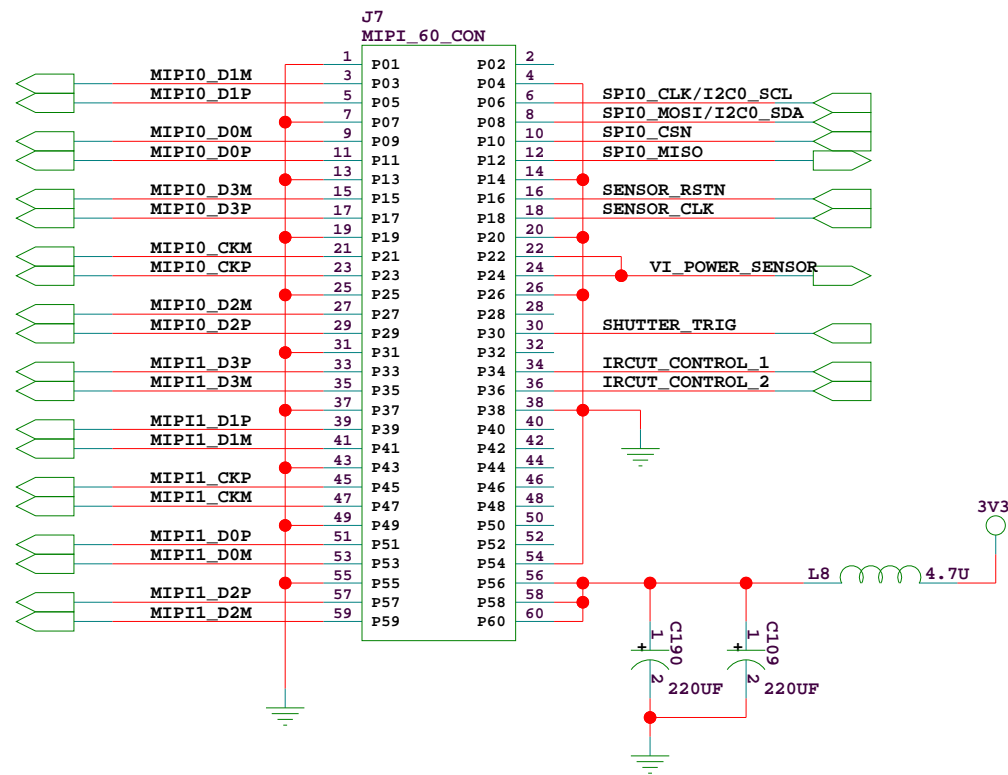 J7
MIPI_60_CON
1 P01 P02 2
MIPI0_D1M 3 P03 P04 4
MIPI0_D1P 5 P05 P06 6 SPI0_CLK/I2C0_SCL
7 P07 P08 8 SPI0_MOSI/I2C0_SDA
MIPI0_D0M 9 P09 P10 10 SPI0_CSN
MIPI0_D0P 11 P11 P12 12 SPI0_MISO
13 P13 P14 14
MIPI0_D3M 15 P15 P16 16 SENSOR_RSTN
MIPI0_D3P 17 P17 P18 18 SENSOR_CLK
19 P19 P20 20
MIPI0_CKM 21 P21 P22 22
MIPI0_CKP 23 P23 P24 24 VI_POWER_SENSOR
25 P25 P26 26
MIPI0_D2M 27 P27 P28 28
MIPI0_D2P 29 P29 P30 30 SHUTTER_TRIG
31 P31 P32 32
MIPI1_D3P 33 P33 P34 34 IRCUT_CONTROL_1
MIPI1_D3M 35 P35 P36 36 IRCUT_CONTROL_2
37 P37 P38 38
MIPI1_D1P 39 P39 P40 40
MIPI1_D1M 41 P41 P42 42
43 P43 P44 44
MIPI1_CKP 45 P45 P46 46
MIPI1_CKM 47 P47 P48 48
49 P49 P50 50
3V3
MIPI1_D0P 51 P51 P52 52
MIPI1_D0M 53 P53 P54 54
55 P55 P56 56 L8 4.7U
MIPI1_D2P 57 P57 P58 58
MIPI1_D2M 59 P59 P60 60
1 C190 1 C109
+ +
2 220UF 2 220UF